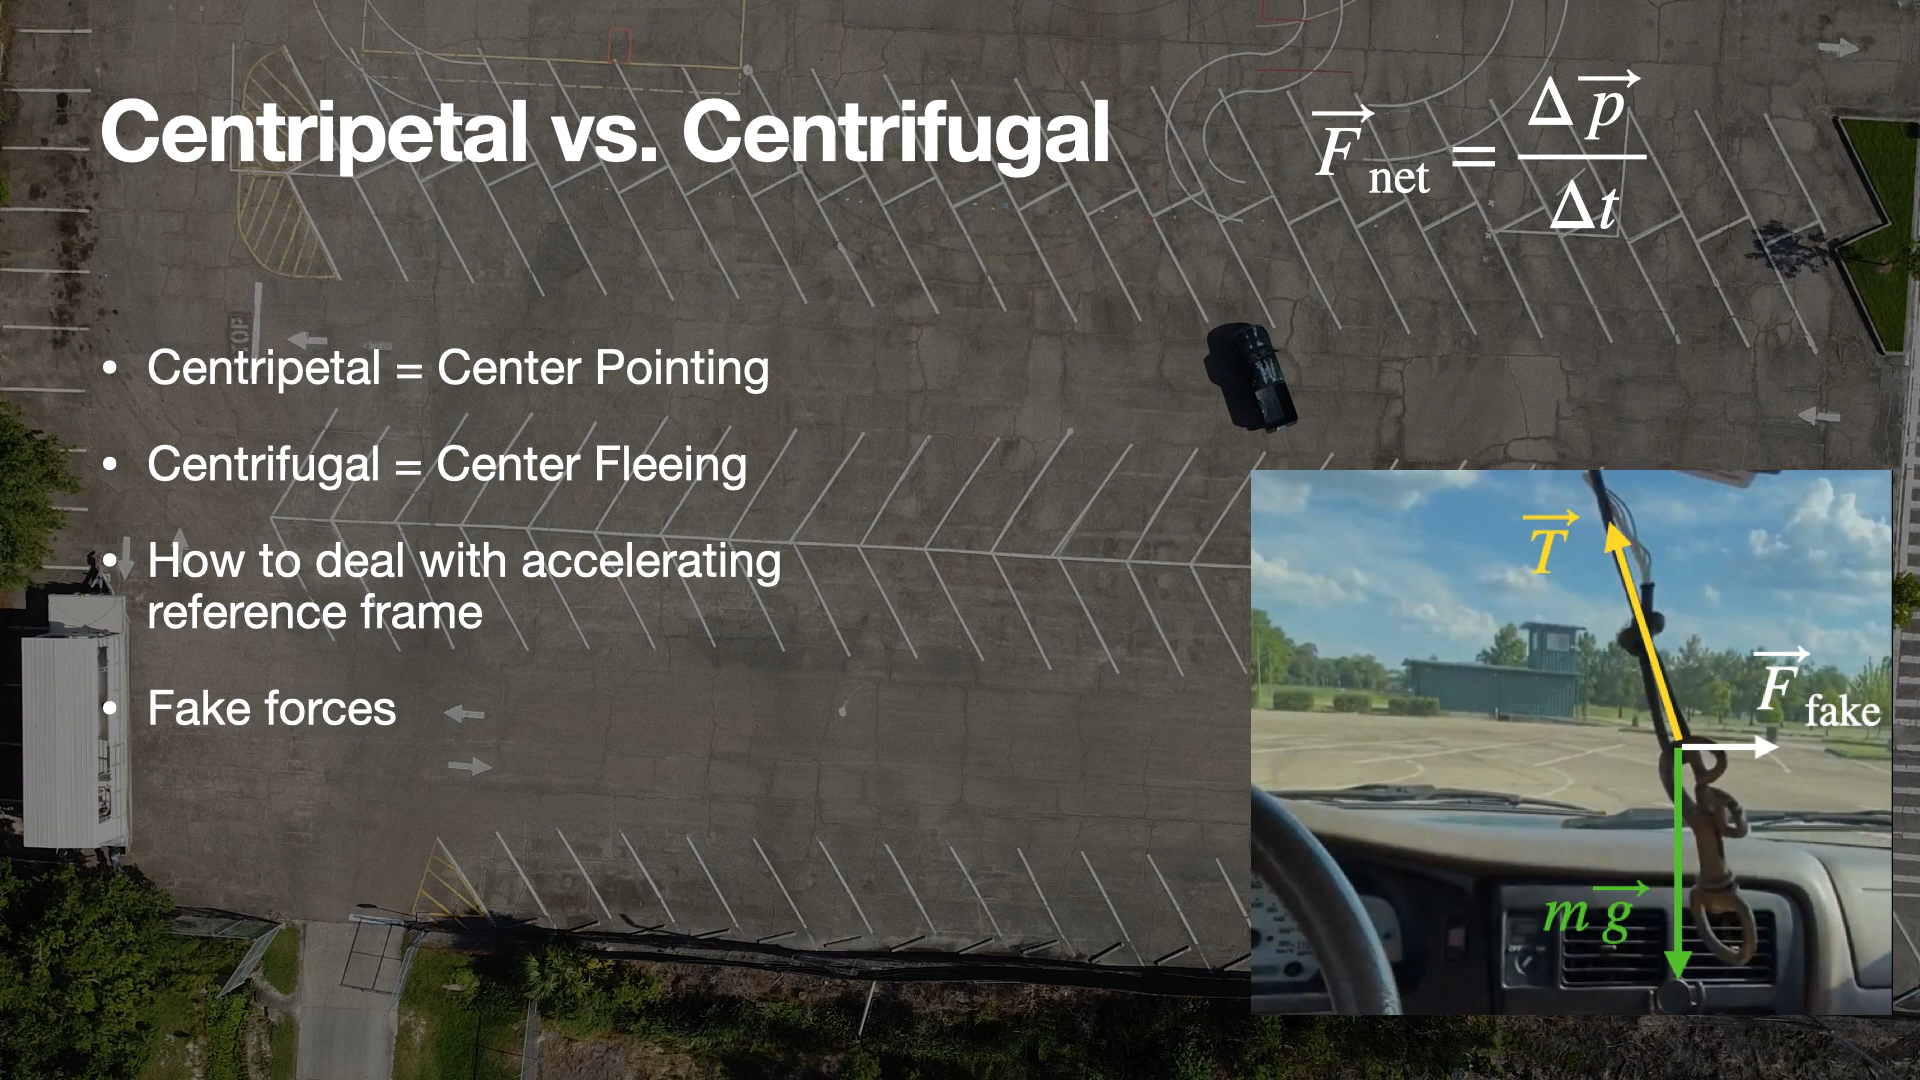 Centripetal vs. Centrifugal
F⃗net = Δp⃗ / Δt
• Centripetal = Center Pointing
• Centrifugal = Center Fleeing
• How to deal with accelerating
reference frame
• Fake forces
T⃗
F⃗fake
mg⃗